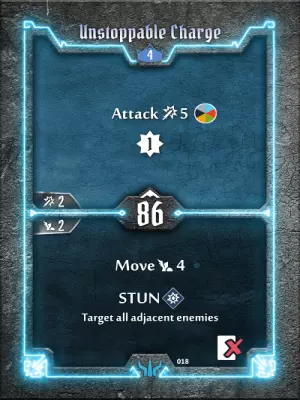 Unstoppable Charge
4
Attack 5
1
2
86
2
Move 4
STUN
Target all adjacent enemies
018